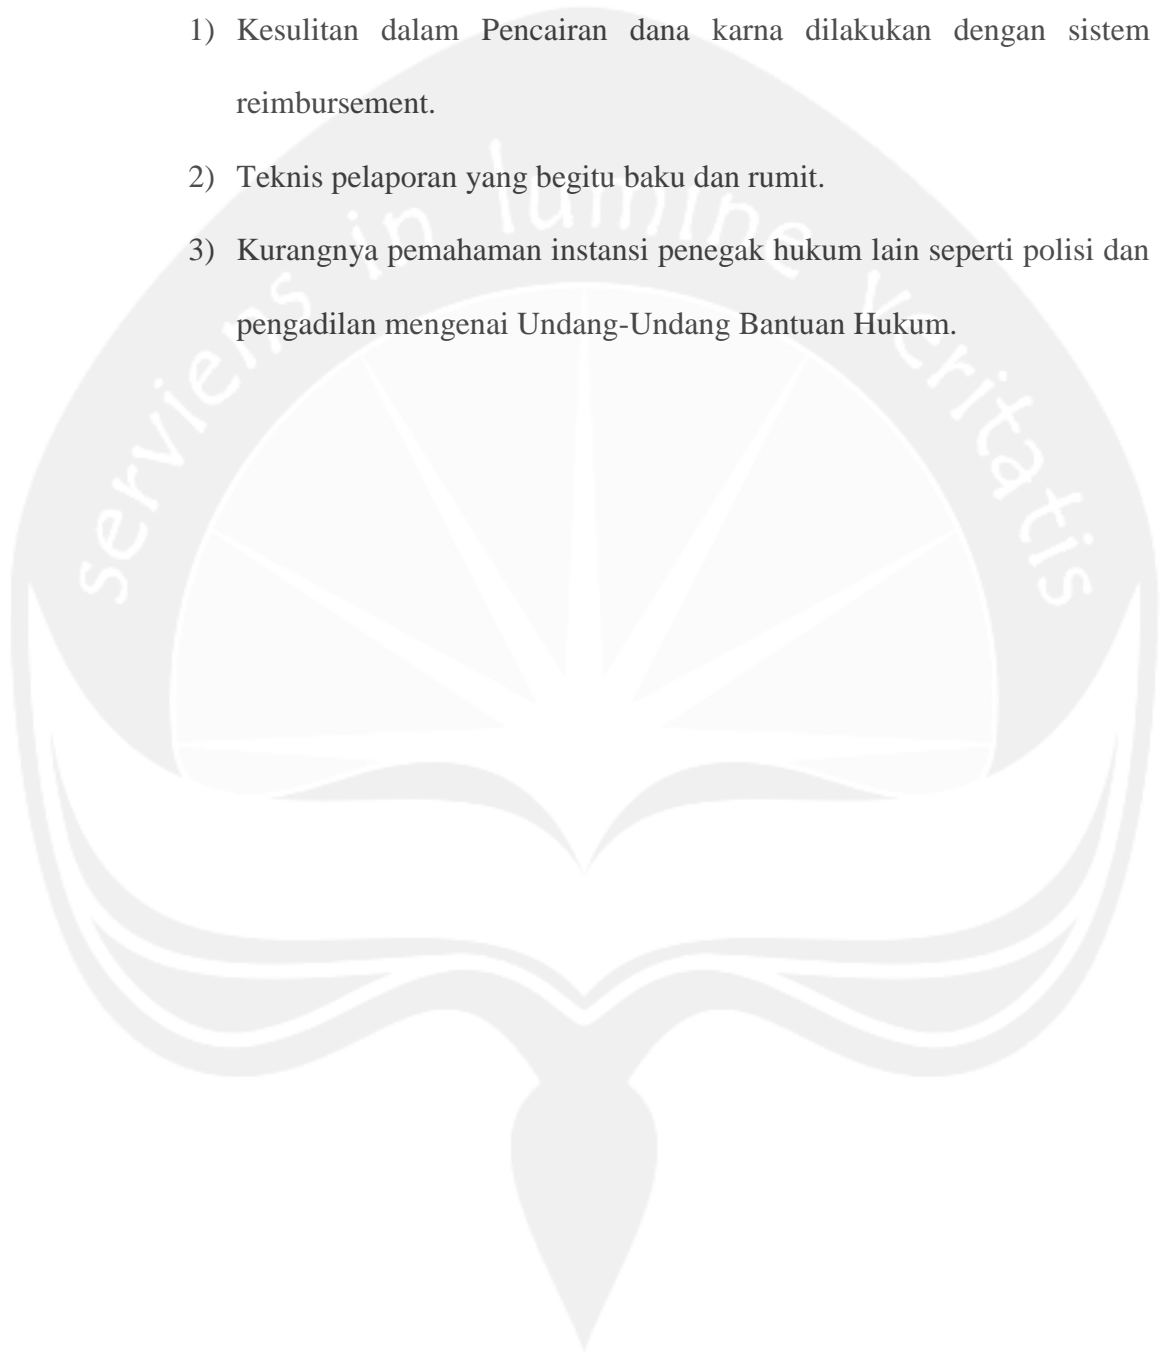 1) Kesulitan dalam Pencairan dana karna dilakukan dengan sistem
reimbursement.
2) Teknis pelaporan yang begitu baku dan rumit.
3) Kurangnya pemahaman instansi penegak hukum lain seperti polisi dan
pengadilan mengenai Undang-Undang Bantuan Hukum.
serviens in lumine veritatis